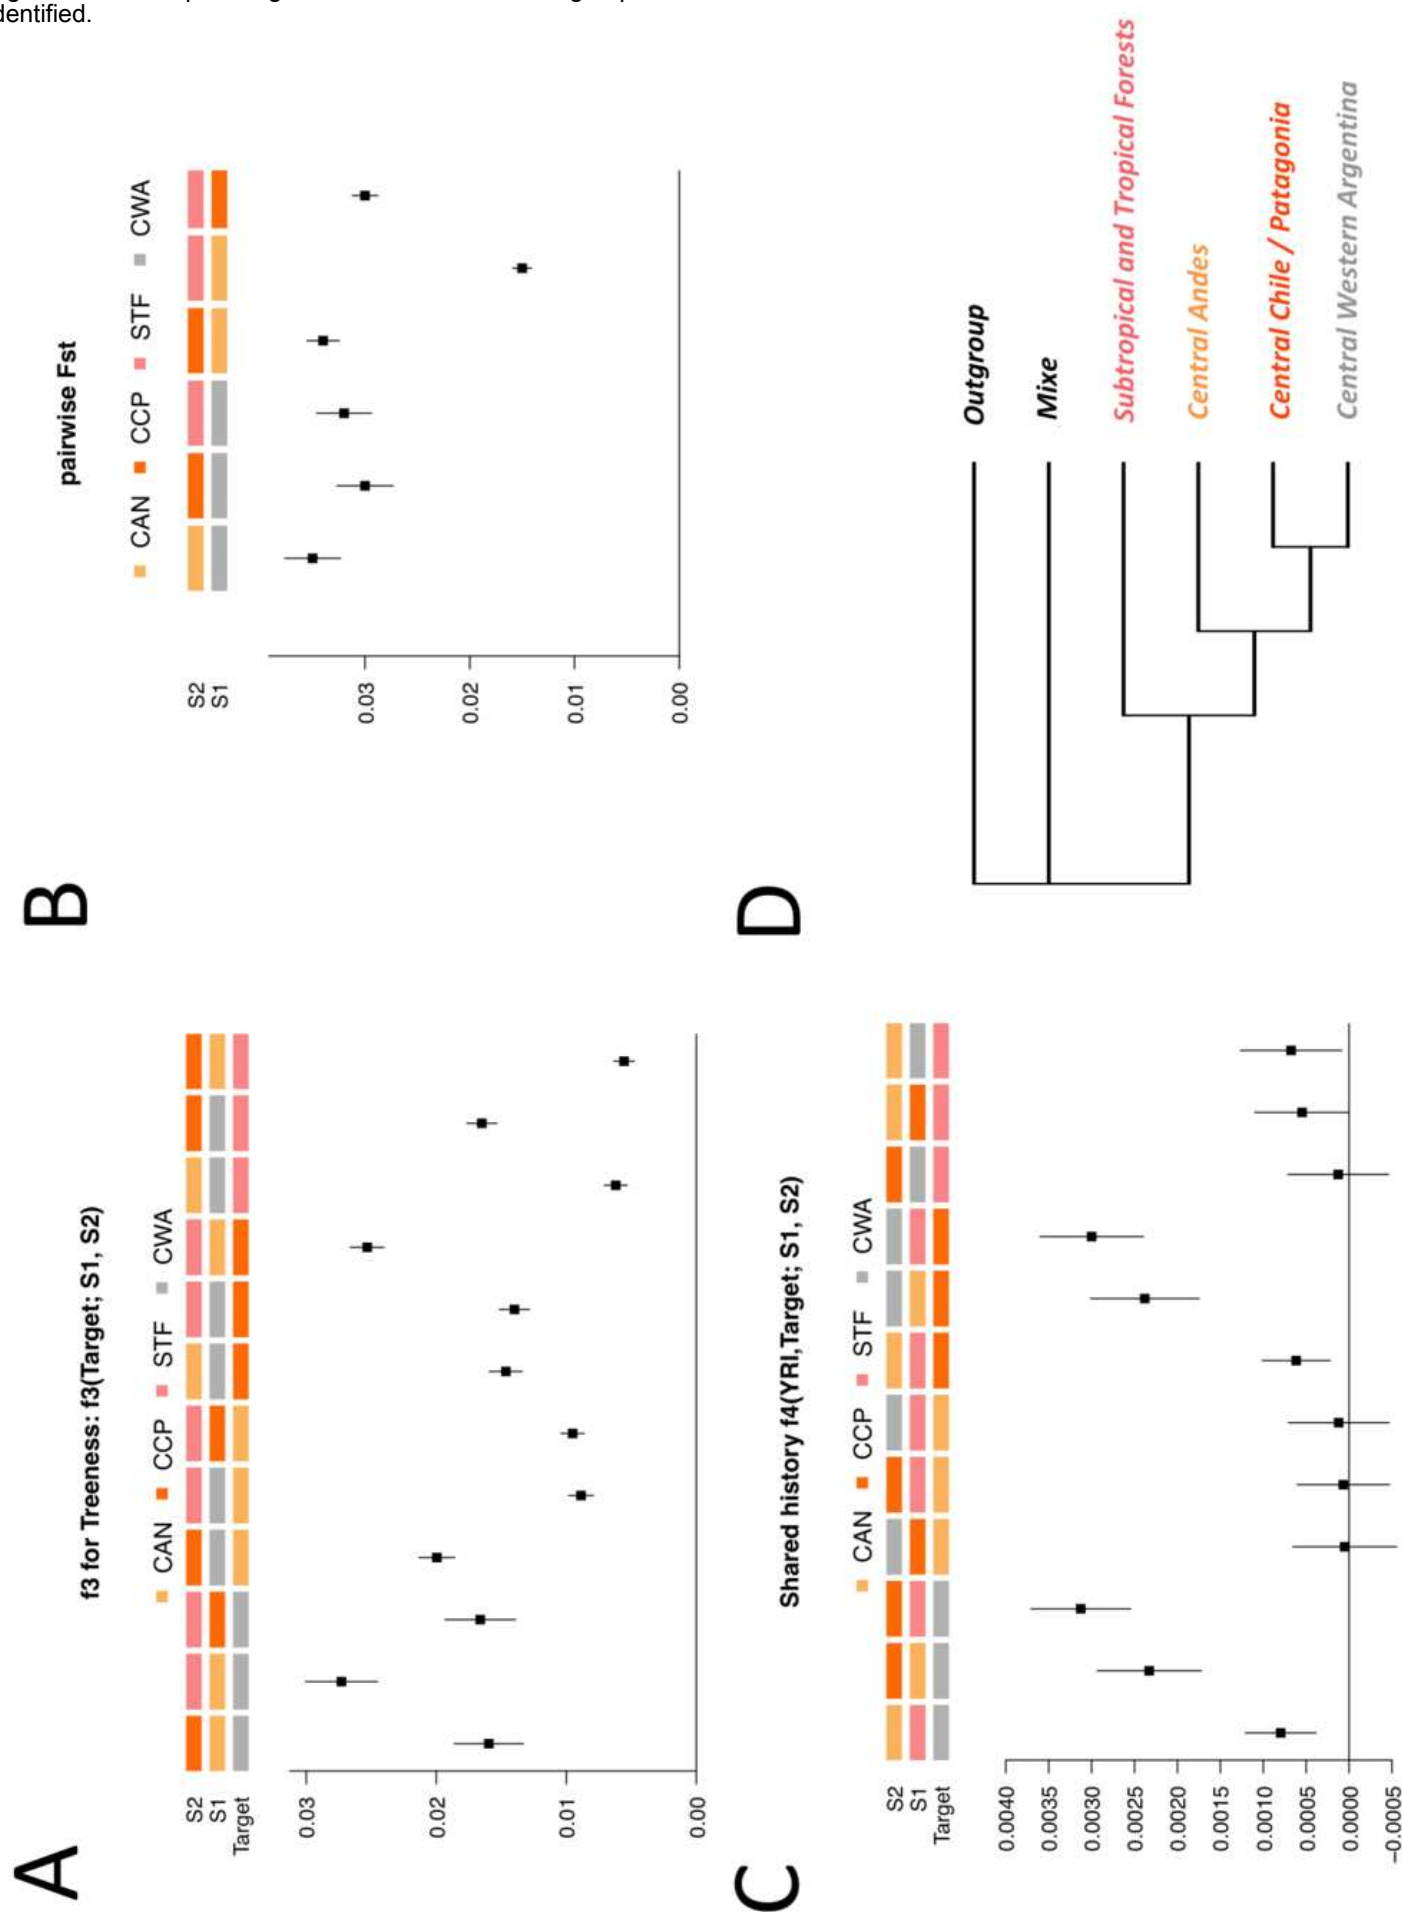 dentified.
A
f3 for Treeness: f3(Target; S1, S2)
CAN CCP STF CWA
S2
S1
Target
0.03
0.02
0.01
0.00
B
pairwise Fst
CAN CCP STF CWA
S2
S1
0.03
0.02
0.01
0.00
C
Shared history f4(YRI,Target; S1, S2)
CAN CCP STF CWA
S2
S1
Target
0.0040
0.0035
0.0030
0.0025
0.0020
0.0015
0.0010
0.0005
0.0000
−0.0005
D
Outgroup
Mixe
Subtropical and Tropical Forests
Central Andes
Central Chile / Patagonia
Central Western Argentina